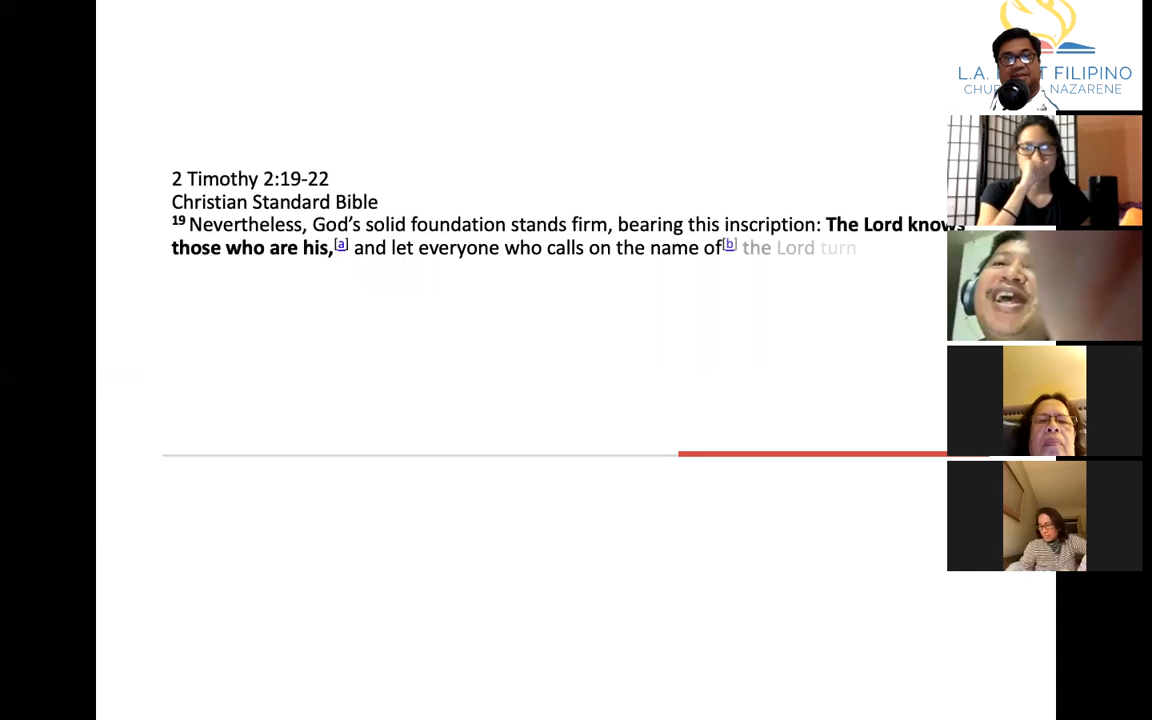 2 Timothy 2:19-22
Christian Standard Bible
19 Nevertheless, God's solid foundation stands firm, bearing this inscription: The Lord knows
those who are his,[a] and let everyone who calls on the name of[b] the Lord turn
L.A. FILIPINO
NAZARENE